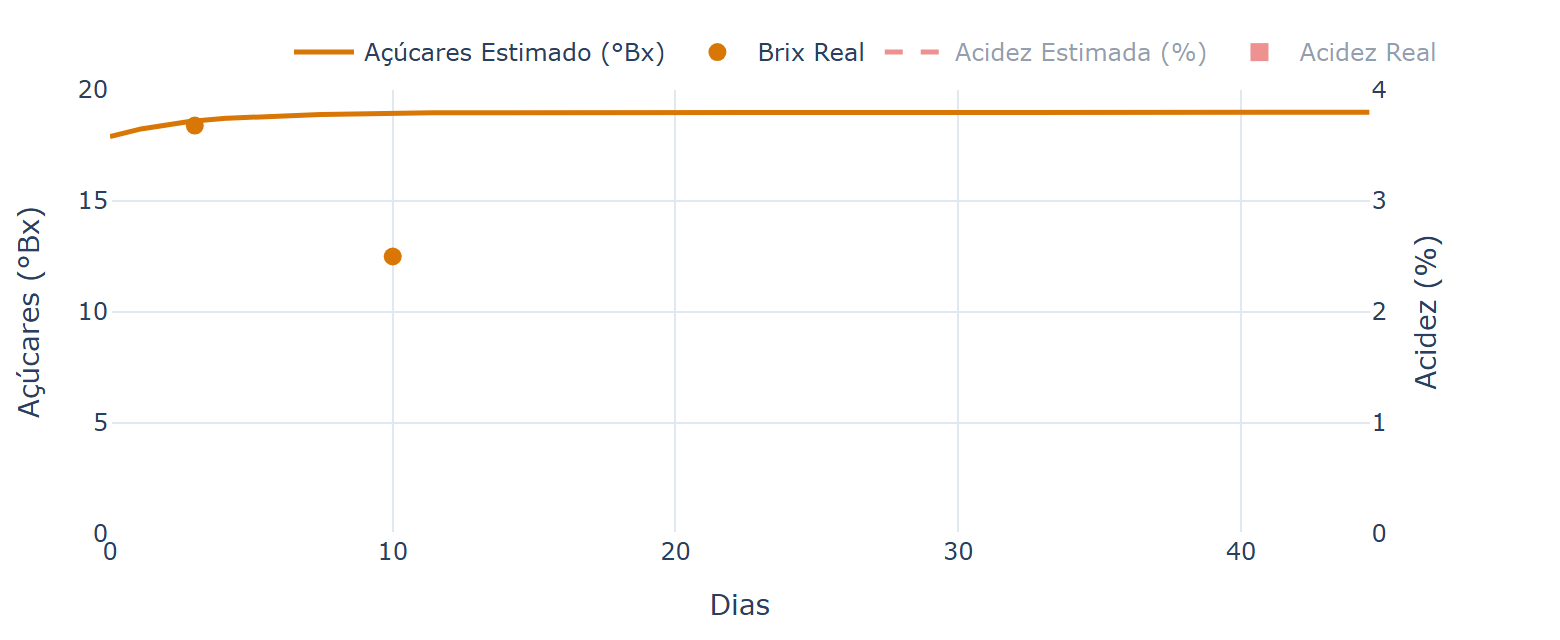 Açúcares Estimado (°Bx) Brix Real Acidez Estimada (%) Acidez Real
20
15
10
5
0
Açúcares (°Bx)
4
3
2
1
0
Acidez (%)
0 10 20 30 40
Dias